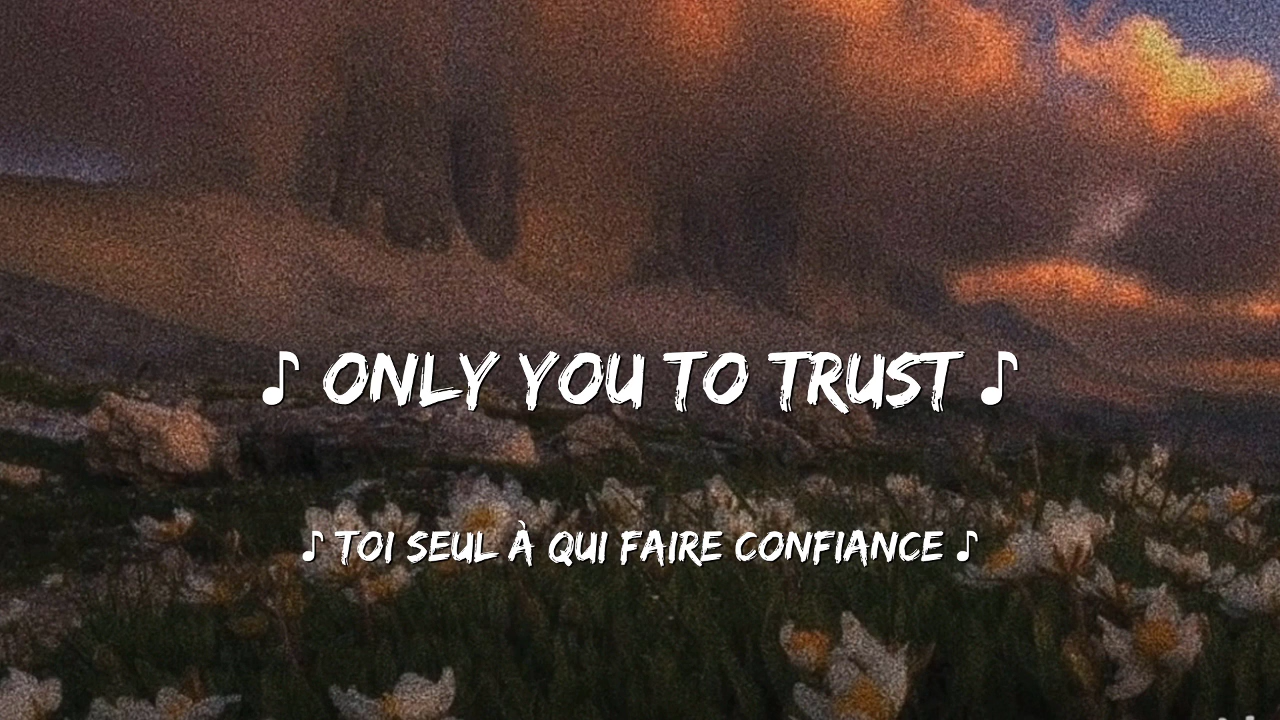 ♪ ONLY YOU TO TRUST ♪
♪ TOI SEUL À QUI FAIRE CONFIANCE ♪